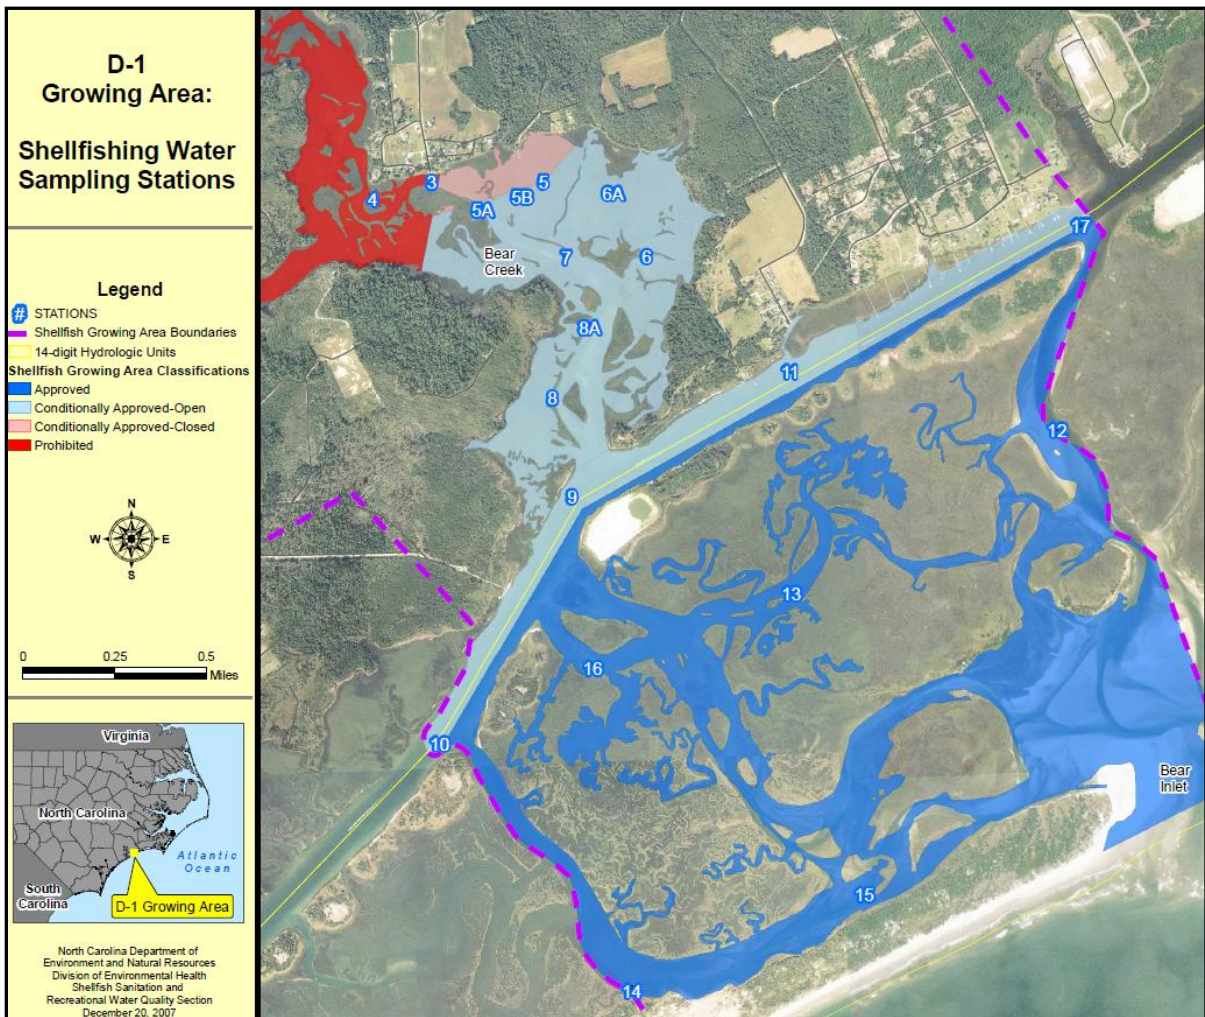 D-1
Growing Area:
Shellfishing Water
Sampling Stations
Legend
# STATIONS
Shellfish Growing Area Boundaries
14-digit Hydrologic Units
Shellfish Growing Area Classifications
Approved
Conditionally Approved-Open
Conditionally Approved-Closed
Prohibited
N
W E
S
0 0.25 0.5
Miles
Virginia
North Carolina
Atlantic
Ocean
South
Carolina
D-1 Growing Area
North Carolina Department of
Environment and Natural Resources
Division of Environmental Health
Shellfish Sanitation and
Recreational Water Quality Section
December 20, 2007
3
4
5
5B
5A
6A
Bear
Creek
7
6
17
8A
11
8
12
9
13
16
10
Bear
Inlet
15
14